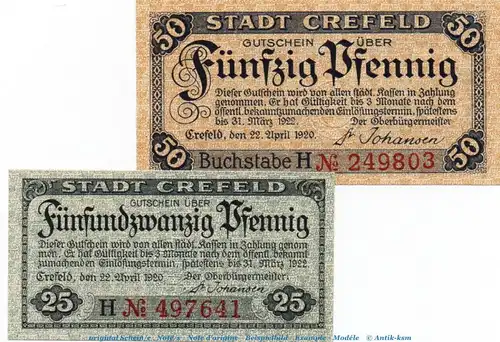 50 STADT CREFELD 50
GUTSCHEIN ÜBER
Fünfzig Pfennig
Dieser Gutschein wird von allen städt. Kassen in Zahlung
genommen. Er hat Gültigkeit bis 3 Monate nach dem
öffentl. bekanntzumachenden Einlösungstermin, spätestens
bis 31. März 1922. Der Oberbürgermeister:
Crefeld, den 22. April 1920. Dr Johansen
50 Buchstabe H № 249803 50
STADT CREFELD
GUTSCHEIN ÜBER
Fünfundzwanzig Pfennig
Dieser Gutschein wird von allen städt. Kassen in Zahlung genom-
men. Er hat Gültigkeit bis 3 Monate nach dem öffentl. bekannt
zumachenden Einlösungstermin spätestens bis 31. März 1922
Crefeld, den 22. April 1920 Der Oberbürgermeister:
Dr Johansen
25 H № 497641 25
original Schein/e - Note/s - Note d'origine - Beispielbild - Example - Modèle © Antik-ksm